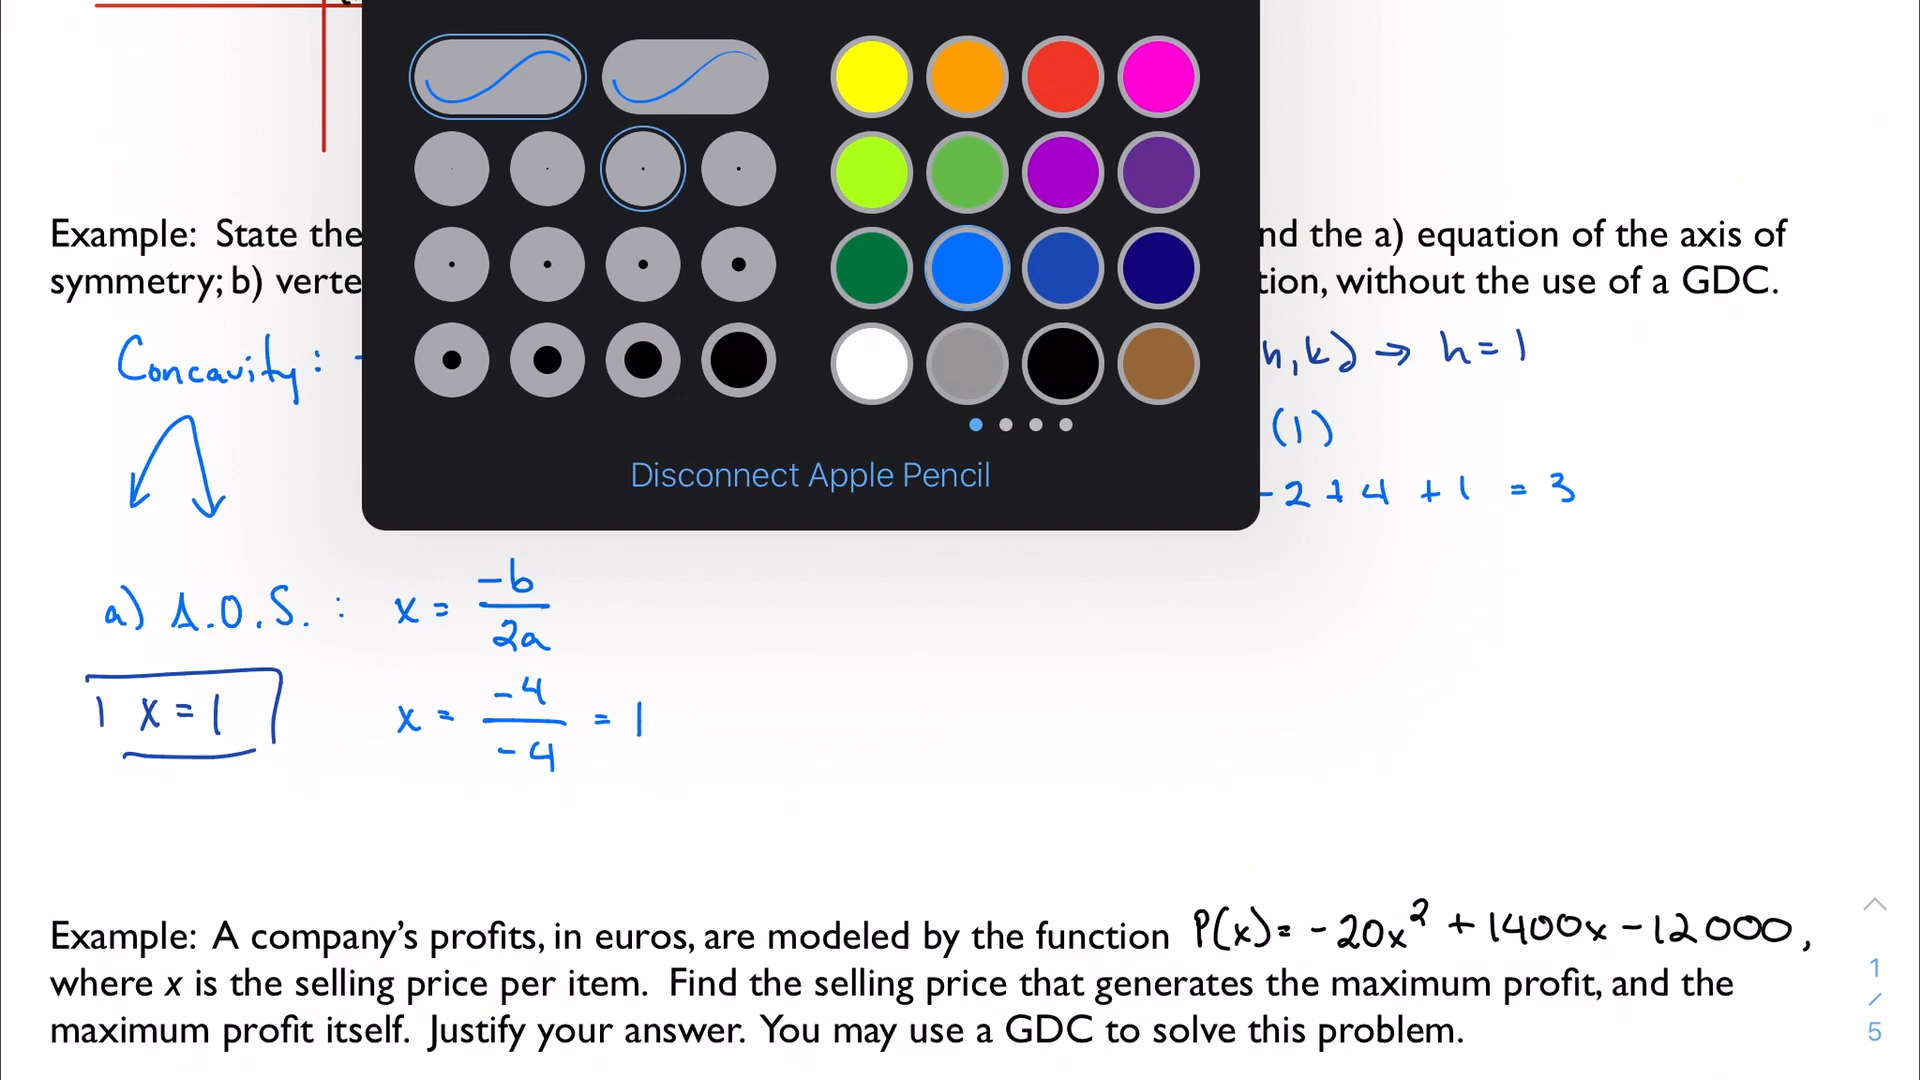 Example: State the nd the a) equation of the axis of
symmetry; b) verte tion, without the use of a GDC.
Concavity: h,k) → h=1
(1)
-2+4+1 = 3
Disconnect Apple Pencil
a) A.O.S. : x = -b / 2a
x = 1 x = -4 / -4 = 1
Example: A company's profits, in euros, are modeled by the function P(x)= -20x² +1400x -12000,
where x is the selling price per item. Find the selling price that generates the maximum profit, and the
maximum profit itself. Justify your answer. You may use a GDC to solve this problem.
1
/
5